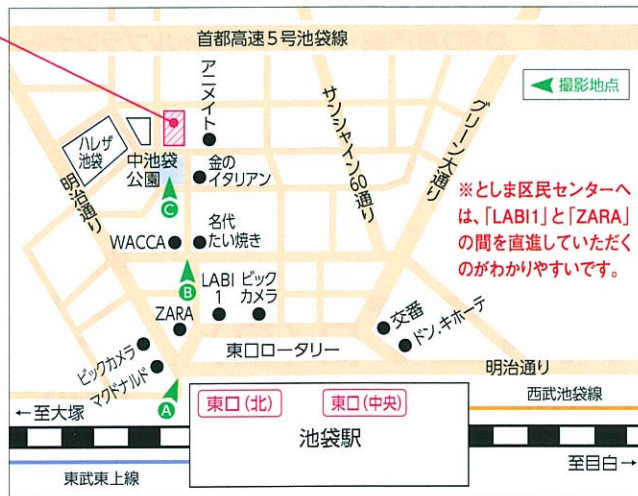 首都高速5号池袋線
アニメイト
サンシャイン60通り
グリーン大通り
撮影地点
ハレザ
池袋
中池袋
公園
金の
イタリアン
明治通り
C
※としま区民センターへ
は、「LABI1」と「ZARA」
の間を直進していただく
のがわかりやすいです。
WACCA
名代
たい焼き
B
LABI
1
ビック
カメラ
ZARA
交番
ドン.キホーテ
ビックカメラ
マクドナルド
東口ロータリー
明治通り
A
東口(北)
東口(中央)
西武池袋線
←至大塚
池袋駅
至目白→
東武東上線